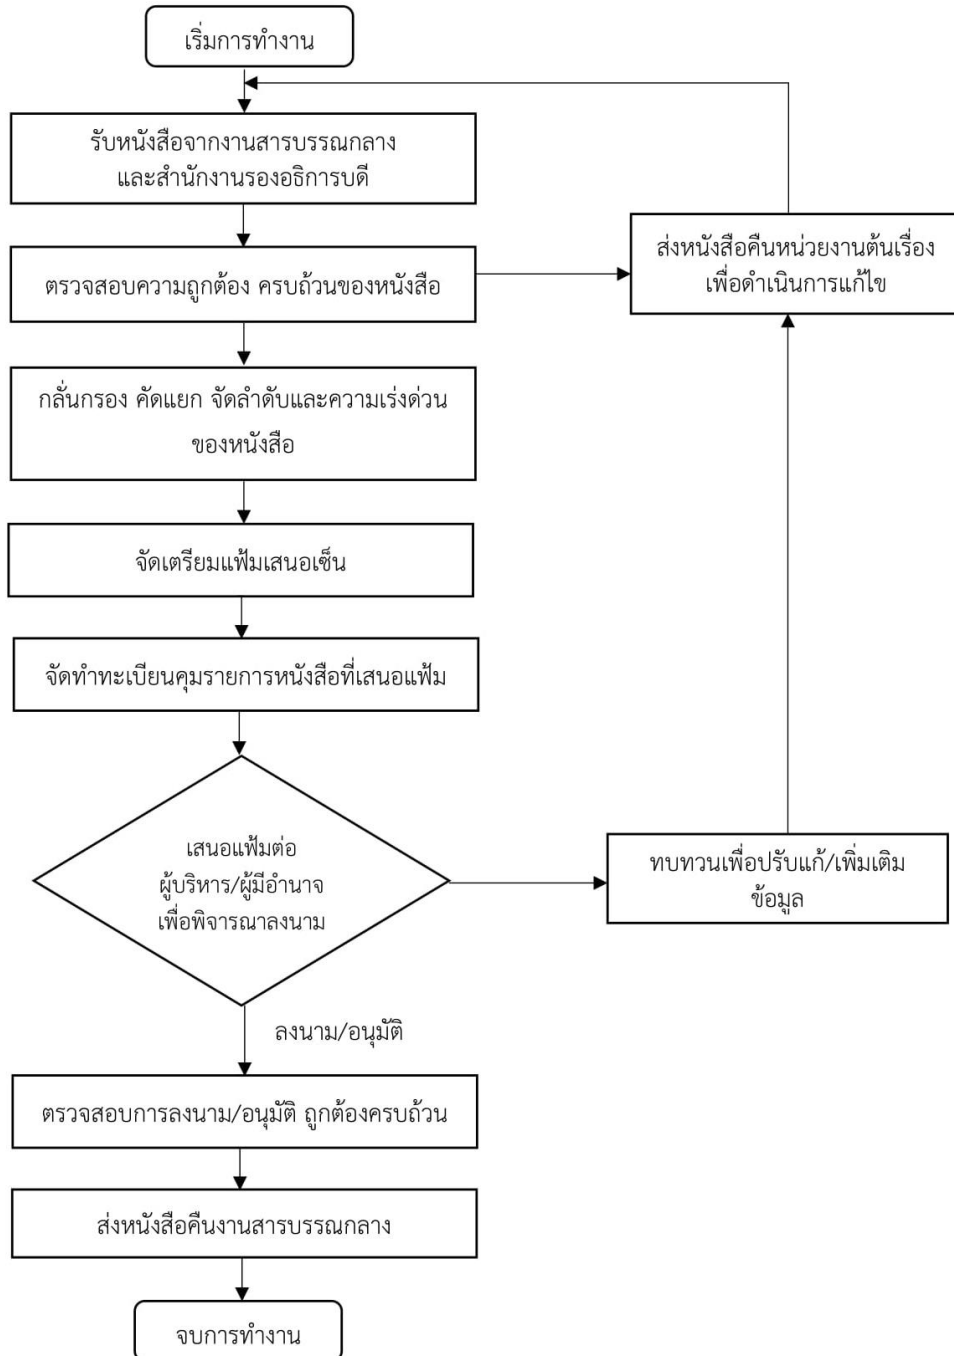 เริ่มการทำงาน
รับหนังสือจากงานสารบรรณกลาง
และสำนักงานรองอธิการบดี
ส่งหนังสือคืนหน่วยงานต้นเรื่อง
เพื่อดำเนินการแก้ไข
ตรวจสอบความถูกต้อง ครบถ้วนของหนังสือ
กลั่นกรอง คัดแยก จัดลำดับและความเร่งด่วน
ของหนังสือ
จัดเตรียมแฟ้มเสนอเซ็น
จัดทำทะเบียนคุมรายการหนังสือที่เสนอแฟ้ม
เสนอแฟ้มต่อ
ผู้บริหาร/ผู้มีอำนาจ
เพื่อพิจารณาลงนาม
ทบทวนเพื่อปรับแก้/เพิ่มเติม
ข้อมูล
ลงนาม/อนุมัติ
ตรวจสอบการลงนาม/อนุมัติ ถูกต้องครบถ้วน
ส่งหนังสือคืนงานสารบรรณกลาง
จบการทำงาน